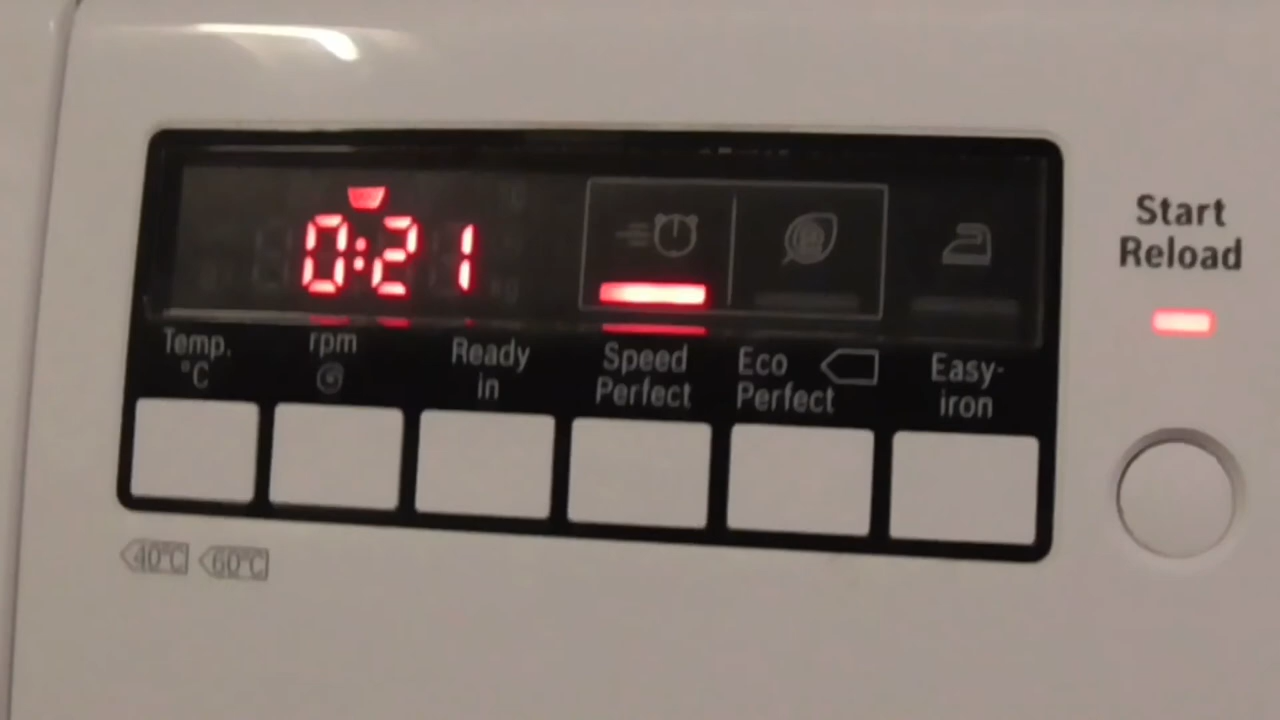 0:21
Temp.
°C
rpm
Ready
in
Speed
Perfect
Eco
Perfect
Easy-
iron
Start
Reload
40°C 60°C